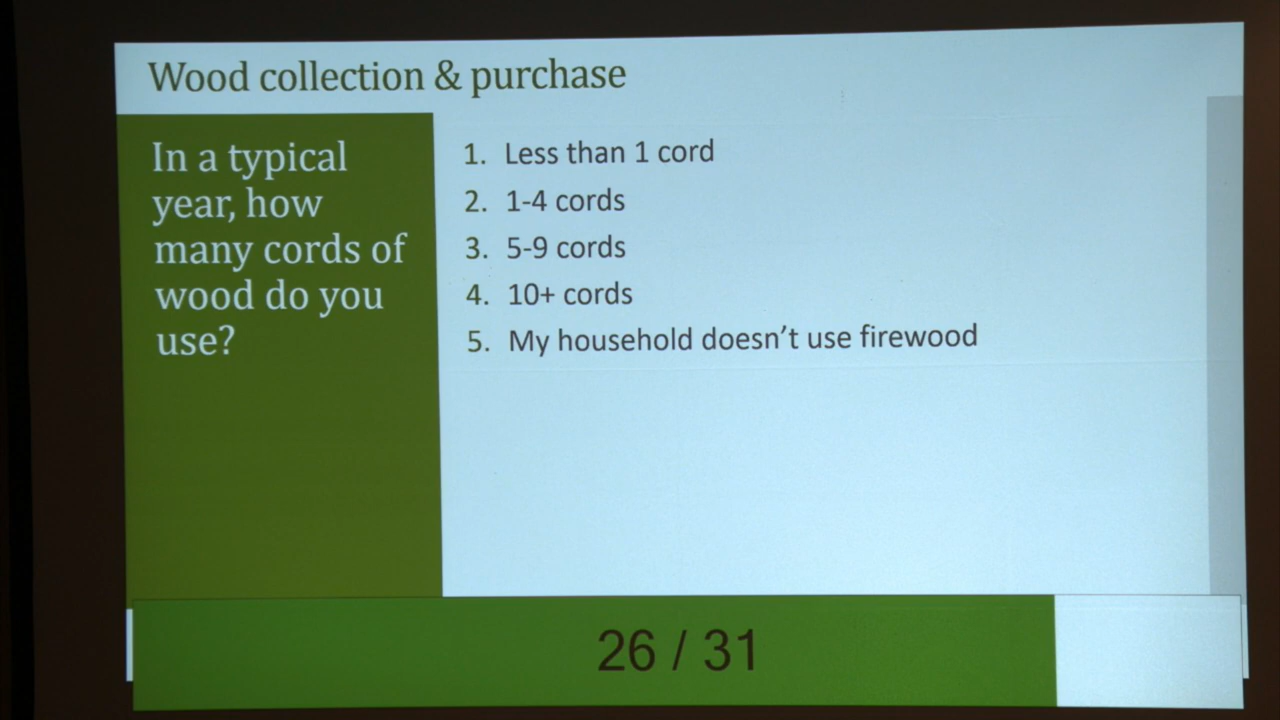 Wood collection & purchase
In a typical
year, how
many cords of
wood do you
use?
1. Less than 1 cord
2. 1-4 cords
3. 5-9 cords
4. 10+ cords
5. My household doesn't use firewood
26 / 31